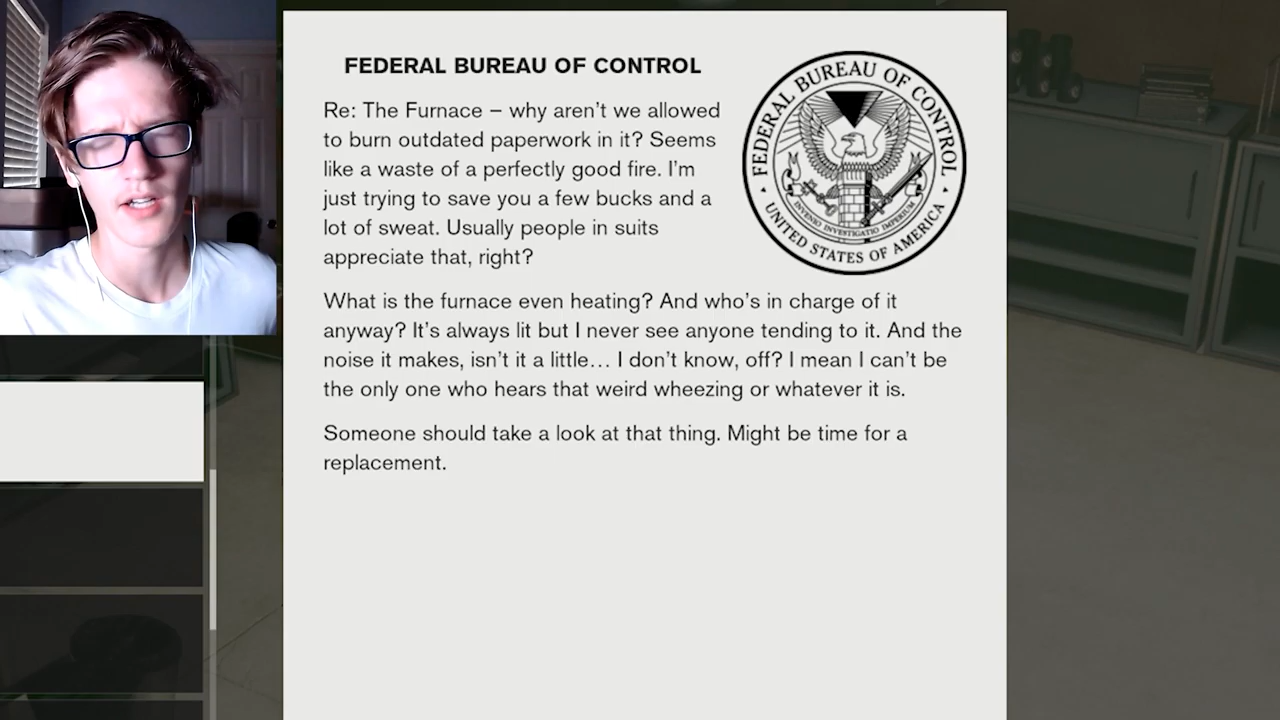 FEDERAL BUREAU OF CONTROL
Re: The Furnace – why aren't we allowed
to burn outdated paperwork in it? Seems
like a waste of a perfectly good fire. I'm
just trying to save you a few bucks and a
lot of sweat. Usually people in suits
appreciate that, right?
FEDERAL BUREAU OF CONTROL
INVENIO INVESTIGATIO IMPERIUM
UNITED STATES OF AMERICA
What is the furnace even heating? And who's in charge of it
anyway? It's always lit but I never see anyone tending to it. And the
noise it makes, isn't it a little… I don't know, off? I mean I can't be
the only one who hears that weird wheezing or whatever it is.
Someone should take a look at that thing. Might be time for a
replacement.